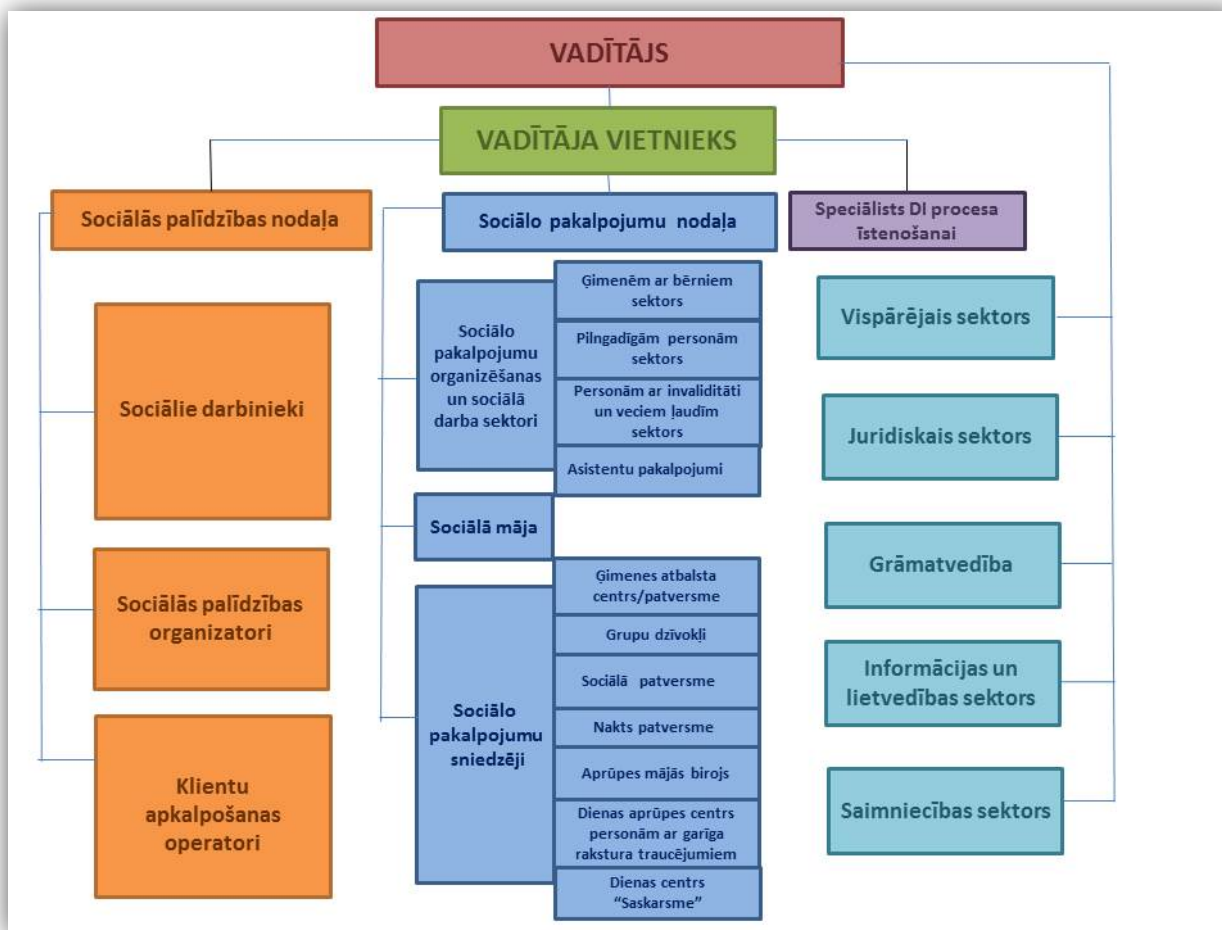 VADĪTĀJS
VADĪTĀJA VIETNIEKS
Sociālās palīdzības nodaļa
Sociālie darbinieki
Sociālās palīdzības
organizatori
Klientu
apkalpošanas
operatori
Sociālo pakalpojumu nodaļa
Sociālo
pakalpojumu
organizēšanas
un sociālā
darba sektori
Ģimenēm ar bērniem
sektors
Pilngadīgām personām
sektors
Personām ar invaliditāti
un veciem ļaudīm
sektors
Asistentu pakalpojumi
Sociālā māja
Sociālo
pakalpojumu
sniedzēji
Ģimenes atbalsta
centrs/patversme
Grupu dzīvokļi
Sociālā patversme
Nakts patversme
Aprūpes mājās birojs
Dienas aprūpes centrs
personām ar garīga
rakstura traucējumiem
Dienas centrs
“Saskarsme”
Speciālists DI procesa
īstenošanai
Vispārējais sektors
Juridiskais sektors
Grāmatvedība
Informācijas un
lietvedības sektors
Saimniecības sektors